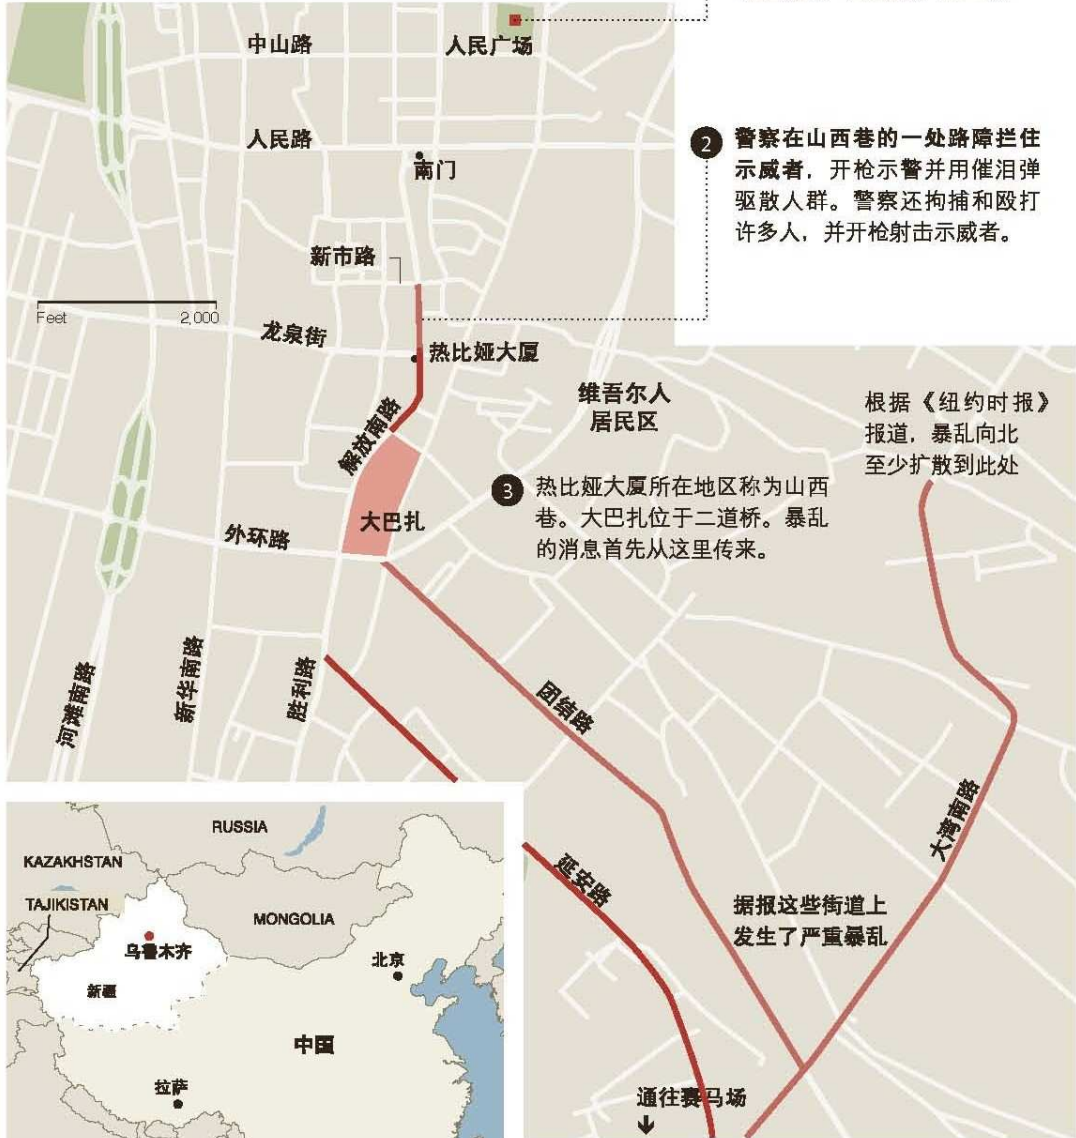 中山路
人民广场
人民路
南门
2 警察在山西巷的一处路障拦住
示威者，开枪示警并用催泪弹
驱散人群。警察还拘捕和殴打
许多人，并开枪射击示威者。
新市路
Feet 2,000
龙泉街
热比娅大厦
维吾尔人
居民区
根据《纽约时报》
报道，暴乱向北
至少扩散到此处
解放南路
3 热比娅大厦所在地区称为山西
巷。大巴扎位于二道桥。暴乱
的消息首先从这里传来。
大巴扎
外环路
河滩南路
新华南路
胜利路
团结路
大湾南路
延安路
据报这些街道上
发生了严重暴乱
通往赛马场
RUSSIA
KAZAKHSTAN
TAJIKISTAN
MONGOLIA
乌鲁木齐
新疆
北京
中国
拉萨